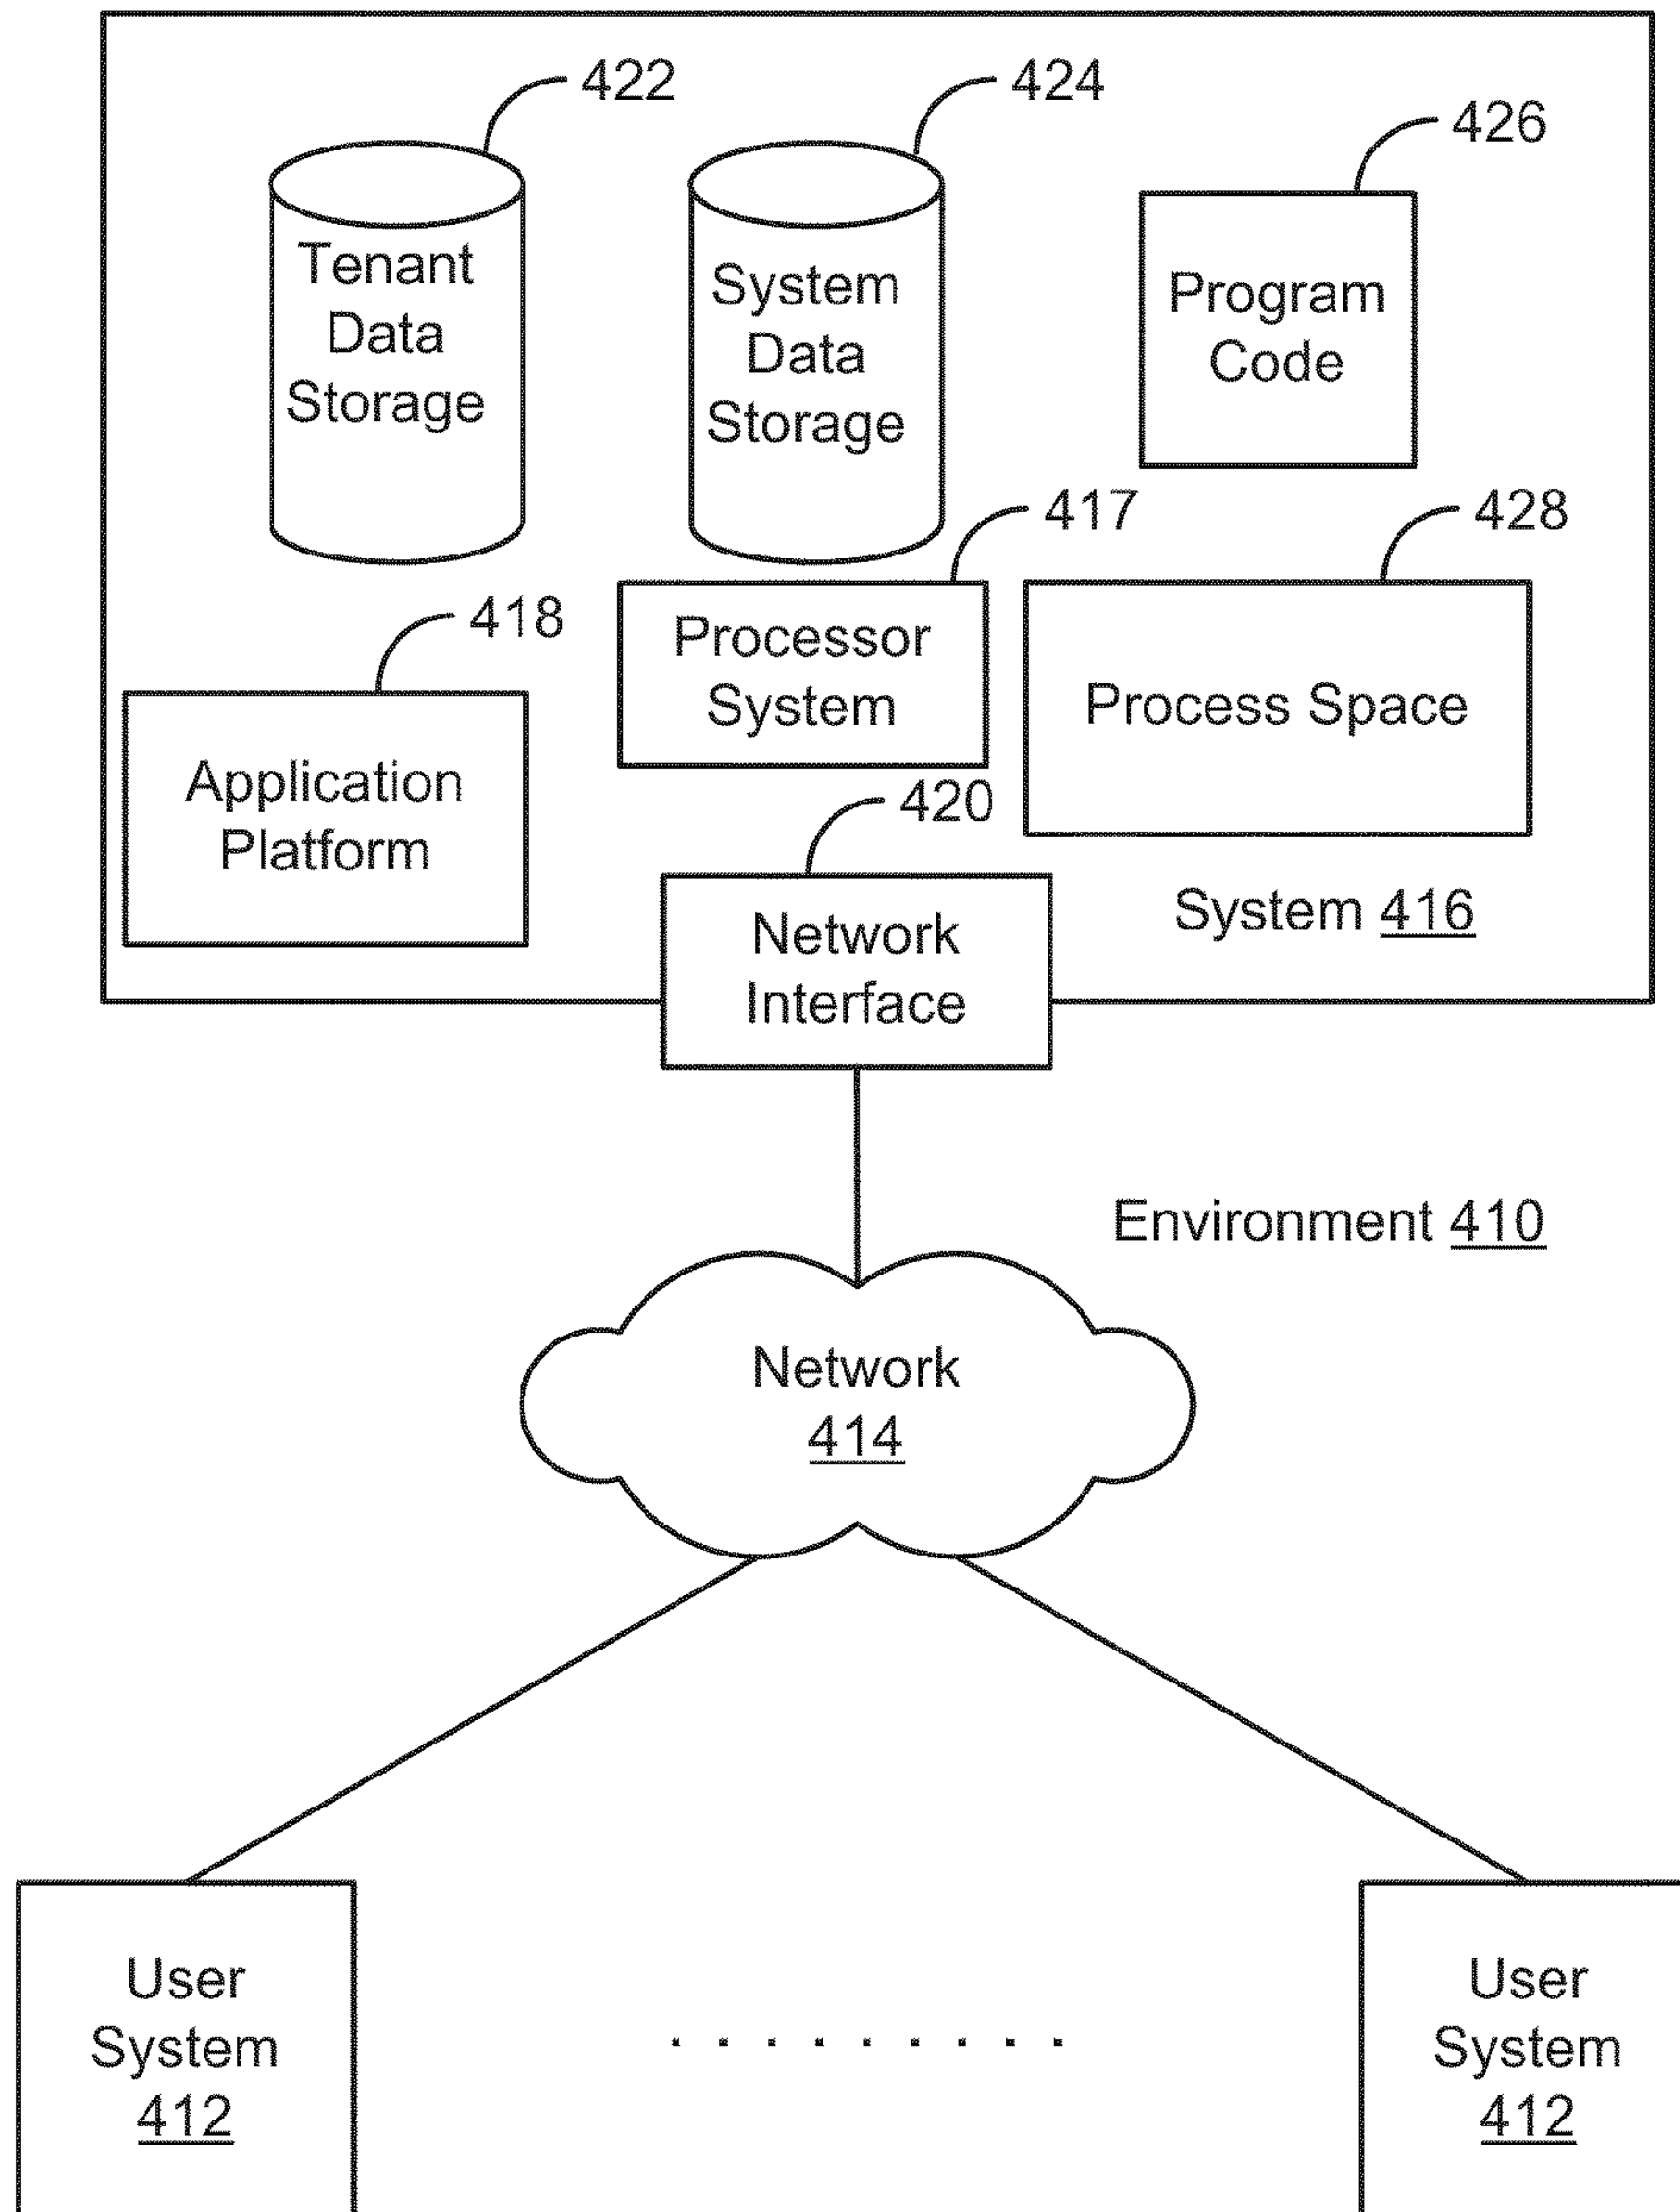 422
424
426
Tenant
Data
Storage
System
Data
Storage
Program
Code
417
428
418
Processor
System
Process Space
Application
Platform
420
Network
Interface
System 416
Environment 410
Network
414
User
System
412
........
User
System
412